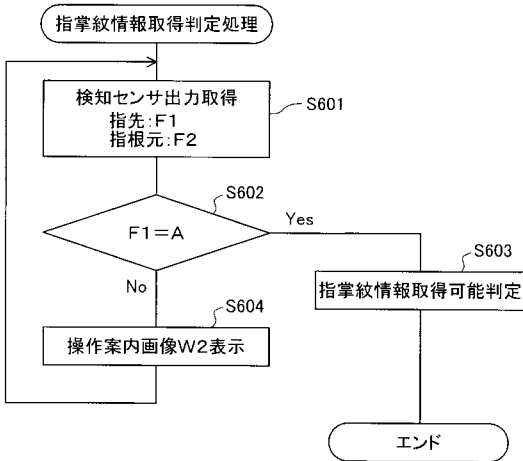 指掌紋情報取得判定処理
検知センサ出力取得
指先:F1
指根元:F2
S601
S602
F1=A
Yes
No
S603
指掌紋情報取得可能判定
S604
操作案内画像W2表示
エンド